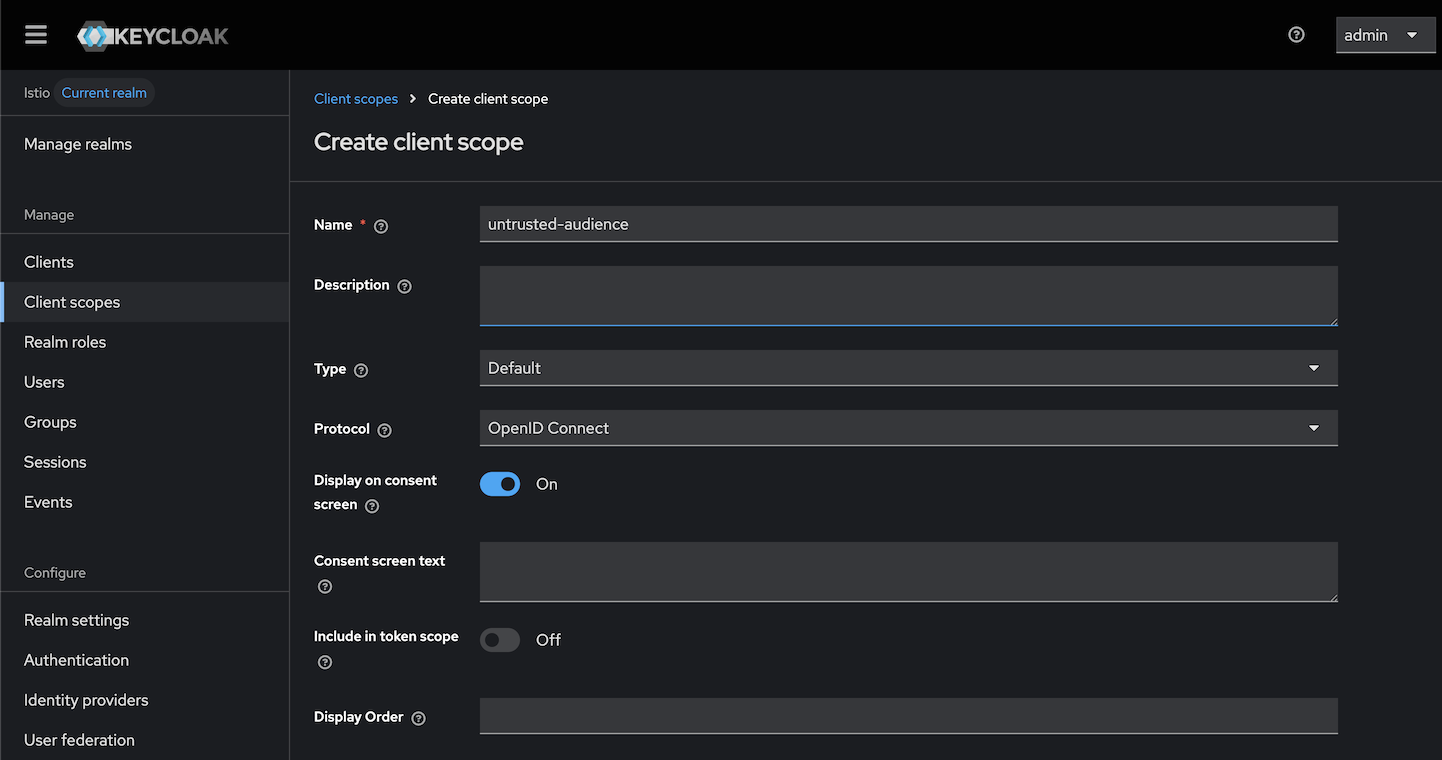 KEYCLOAK
admin
Istio Current realm
Manage realms
Manage
Clients
Client scopes
Realm roles
Users
Groups
Sessions
Events
Configure
Realm settings
Authentication
Identity providers
User federation
Client scopes > Create client scope
Create client scope
Name *
untrusted-audience
Description
Type
Default
Protocol
OpenID Connect
Display on consent
screen
On
Consent screen text
Include in token scope
Off
Display Order